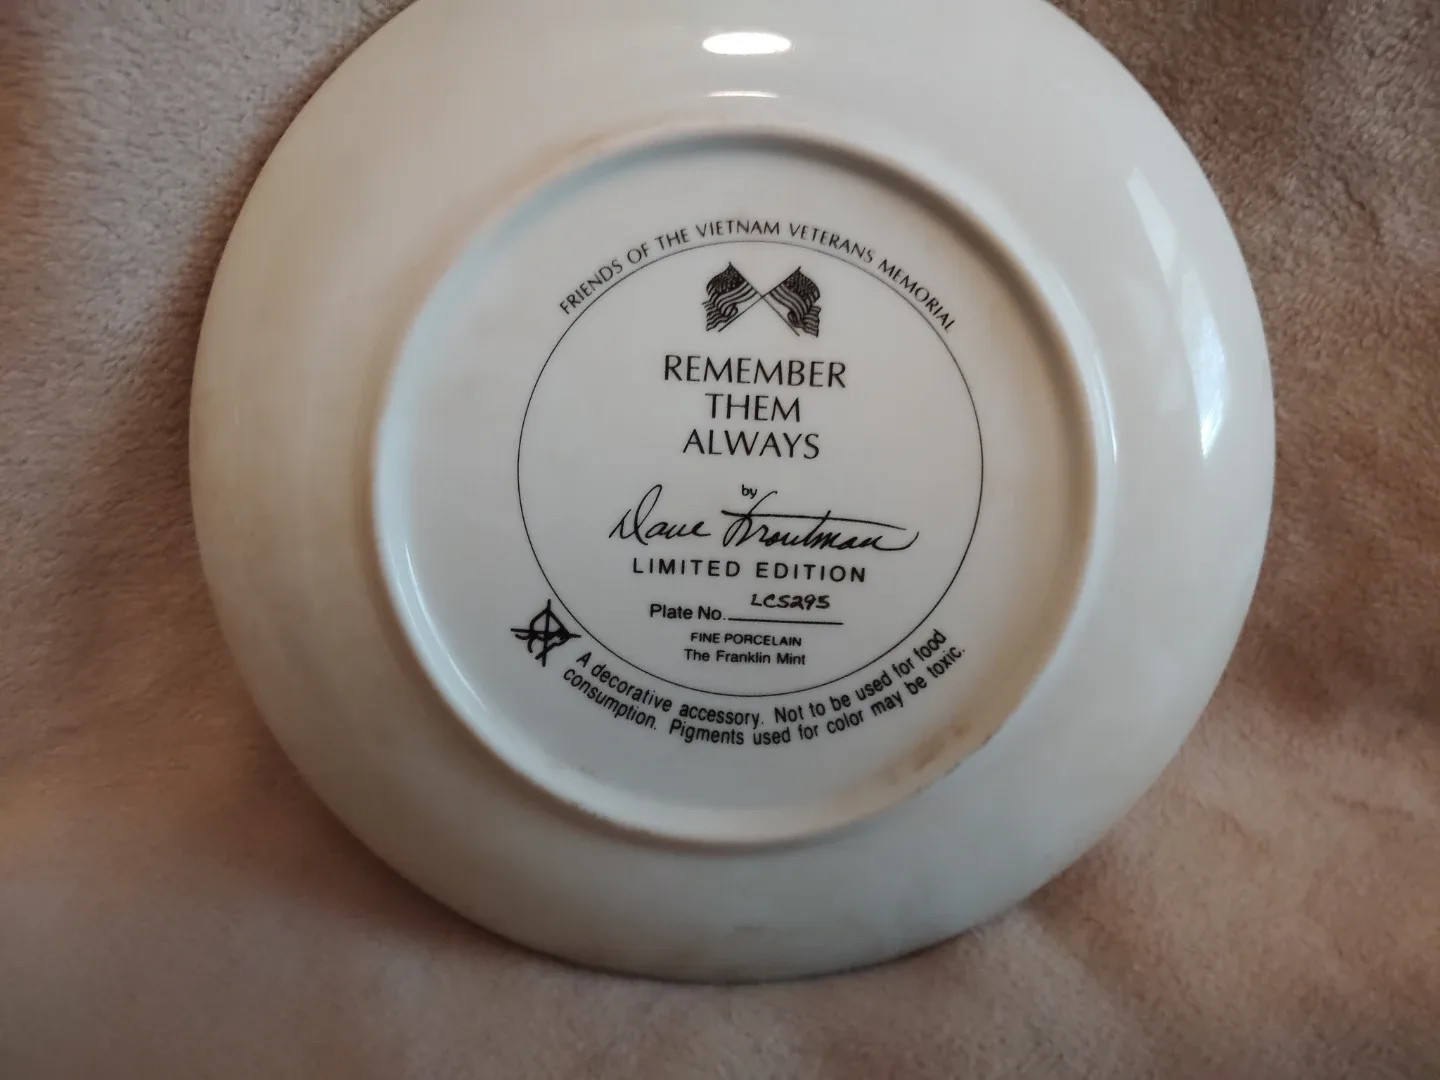 FRIENDS OF THE VIETNAM VETERANS MEMORIAL
REMEMBER
THEM
ALWAYS
by
Dave Troutman
LIMITED EDITION
Plate No. LC5295
FINE PORCELAIN
The Franklin Mint
A decorative accessory. Not to be used for food
consumption. Pigments used for color may be toxic.